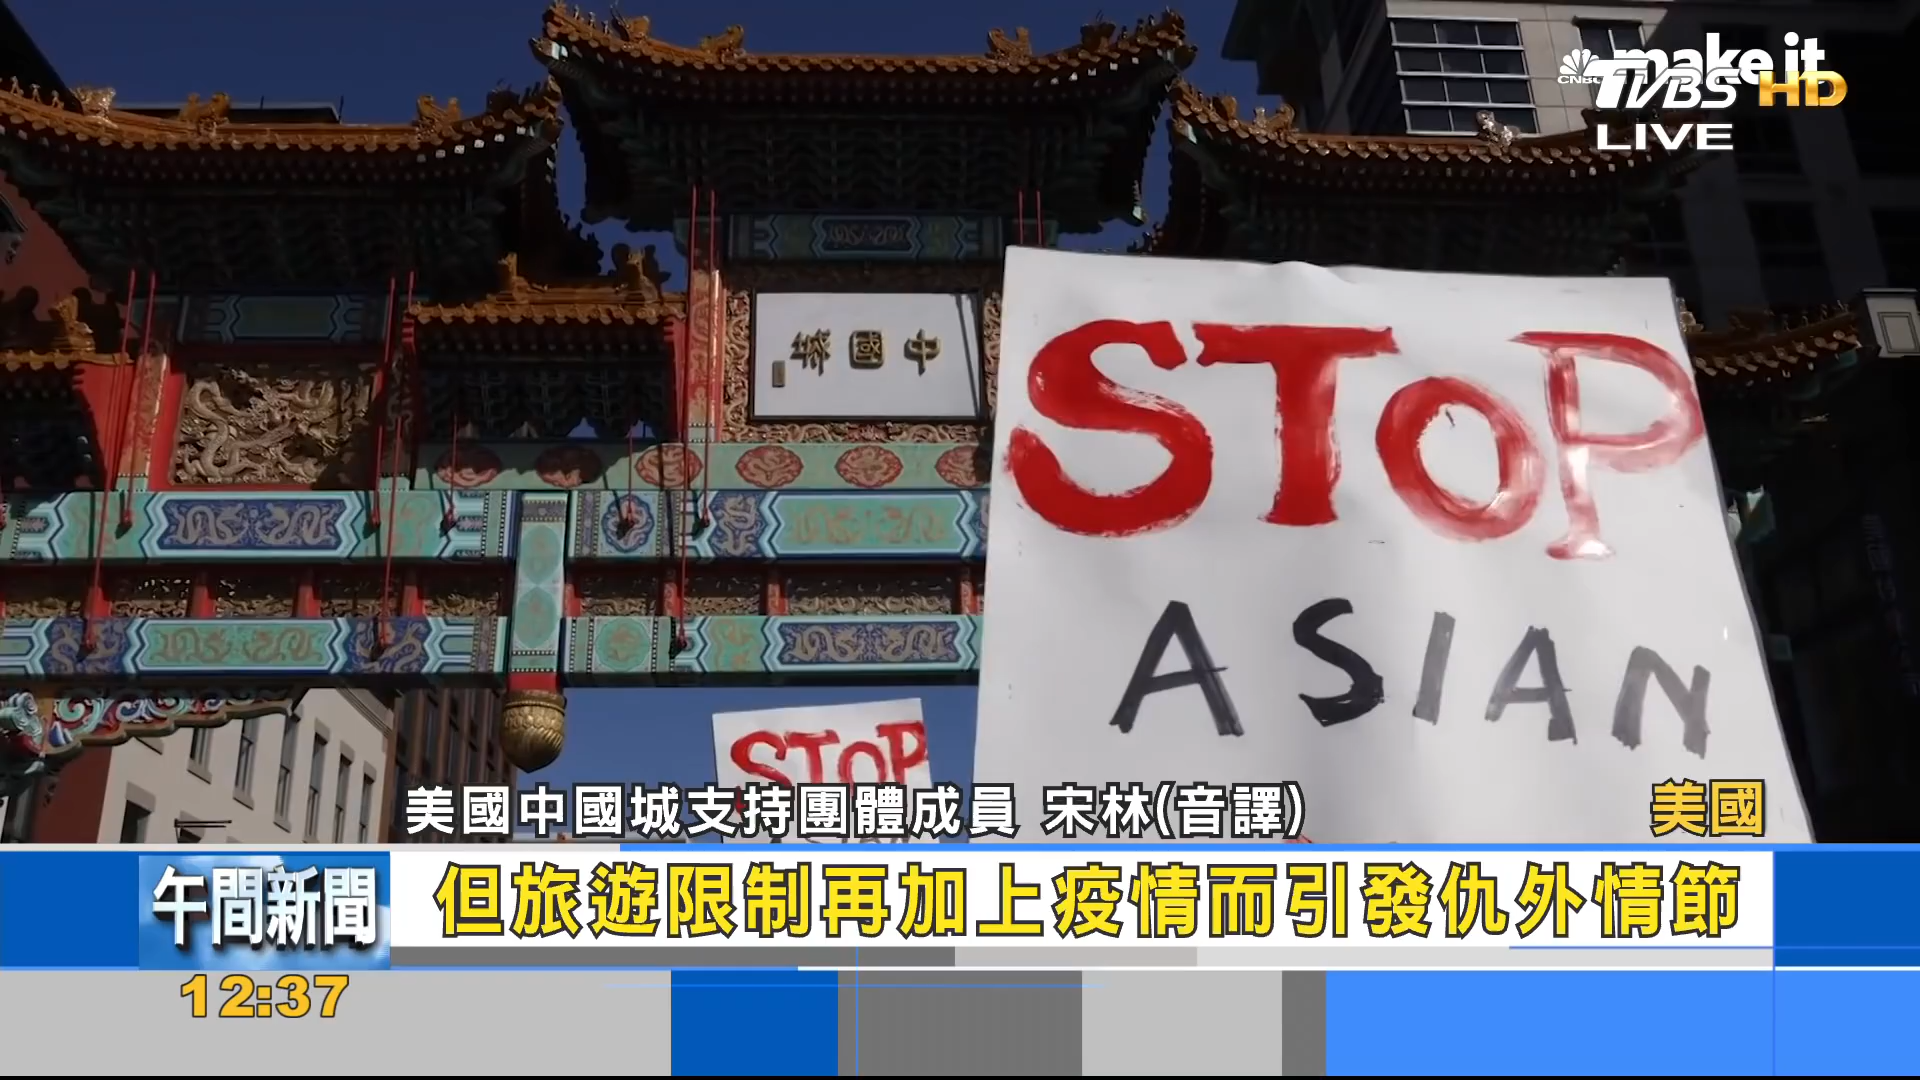 make it
CNBC
TVBS HD
LIVE
中國
STOP
ASIAN
STOP
美國中國城支持團體成員 宋林(音譯)
美國
午間新聞
但旅遊限制再加上疫情而引發仇外情節
12:37